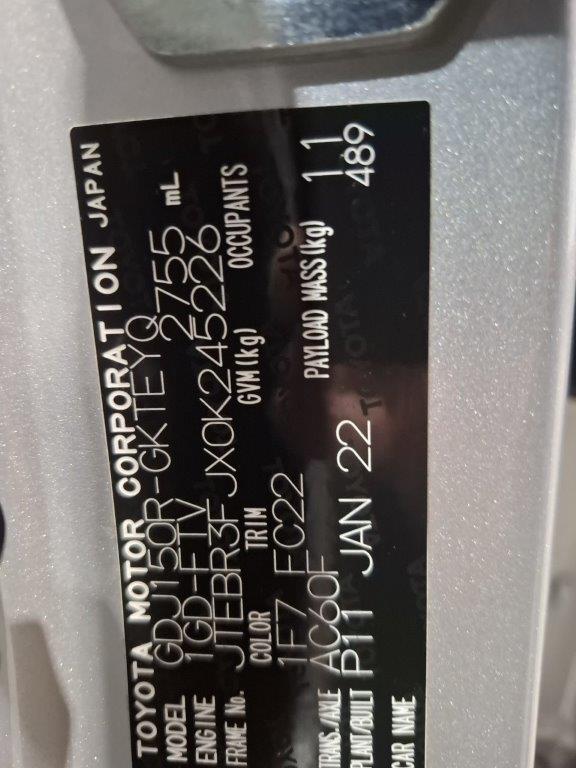 TOYOTA MOTOR CORPORATION JAPAN
MODEL GDJ150R-GKTEYQ
ENGINE 1GD-FTV 2755 mL
FRAME No. JTEBR3FJX0K245226
COLOR TRIM GVM(kg) OCCUPANTS
1F7 FC22 11
TRANS./AXLE AC60F PAYLOAD MASS(kg) 489
PLANT/BUILT P11 JAN 22
CAR NAME